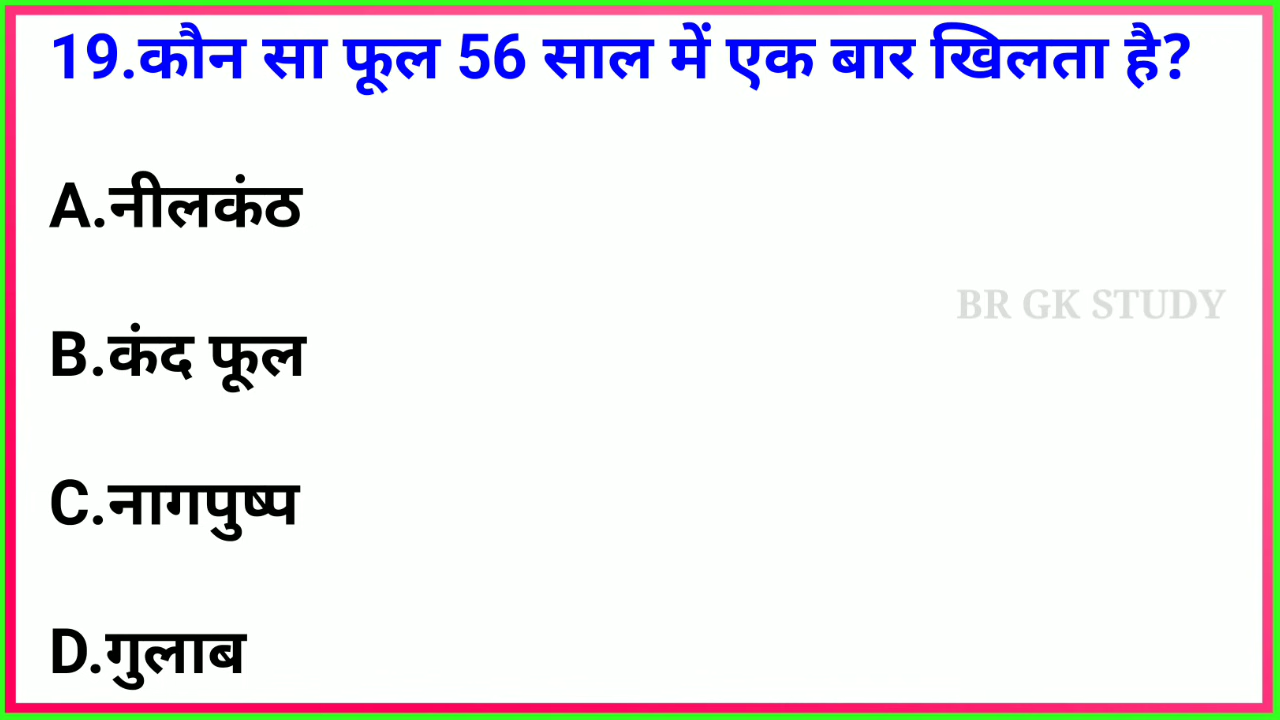 19.कौन सा फूल 56 साल में एक बार खिलता है?
A.नीलकंठ
BR GK STUDY
B.कंद फूल
C.नागपुष्प
D.गुलाब